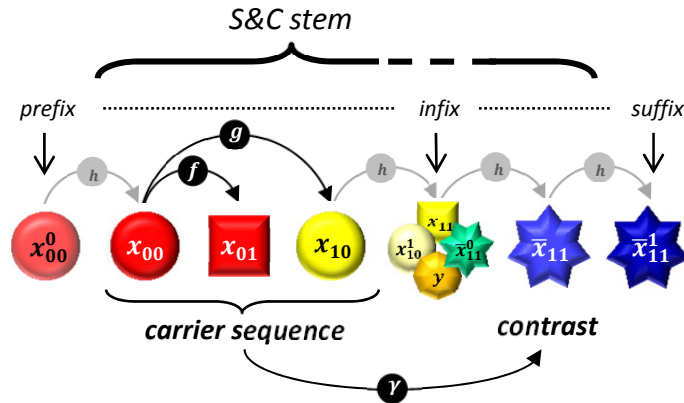 S&C stem
prefix infix suffix
g
h f h h h
x⁰₀₀ x₀₀ x₀₁ x₁₀ x₁₁ x¹₁₀ x̅⁰₁₁ y x̅₁₁ x̅¹₁₁
carrier sequence contrast
γ